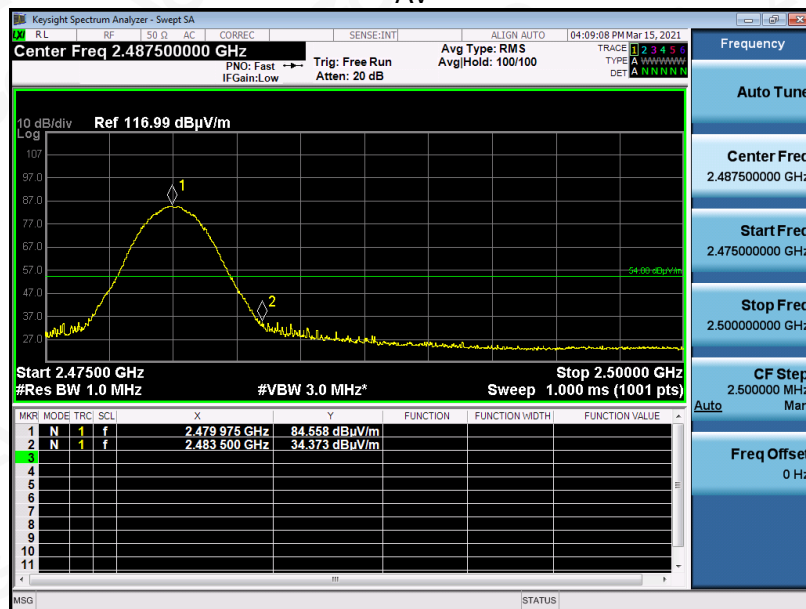 Keysight Spectrum Analyzer - Swept SA
RL RF 50 Ω AC CORREC SENSE:INT ALIGN AUTO 04:09:08 PM Mar 15, 2021
Center Freq 2.487500000 GHz
PNO: Fast
IFGain:Low
Trig: Free Run
Atten: 20 dB
Avg Type: RMS
Avg|Hold: 100/100
TRACE 1 2 3 4 5 6
TYPE A WWWWW
DET A N N N N N
10 dB/div Ref 116.99 dBµV/m
Log
107
97.0
87.0
77.0
67.0
57.0
47.0
37.0
27.0
1
2
54.00 dBµV/m
Start 2.47500 GHz Stop 2.50000 GHz
#Res BW 1.0 MHz #VBW 3.0 MHz* Sweep 1.000 ms (1001 pts)
MKR MODE TRC SCL X Y FUNCTION FUNCTION WIDTH FUNCTION VALUE
1 N 1 f 2.479 975 GHz 84.558 dBµV/m
2 N 1 f 2.483 500 GHz 34.373 dBµV/m
3
4
5
6
7
8
9
10
11
MSG STATUS
Frequency
Auto Tune
Center Freq
2.487500000 GHz
Start Freq
2.475000000 GHz
Stop Freq
2.500000000 GHz
CF Step
2.500000 MHz
Auto Man
Freq Offset
0 Hz